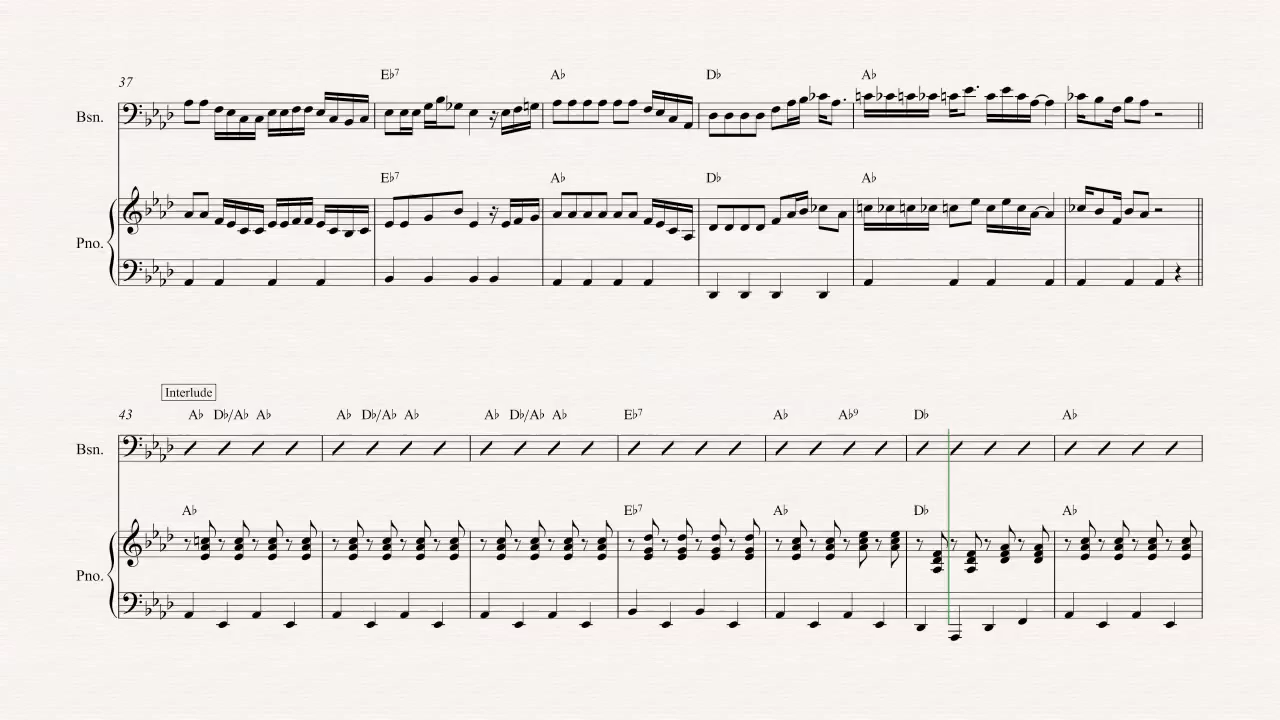 37
E♭7 A♭ D♭ A♭
Bsn.
E♭7 A♭ D♭ A♭
Pno.
Interlude
43 A♭ D♭/A♭ A♭ A♭ D♭/A♭ A♭ A♭ D♭/A♭ A♭ E♭7 A♭ A♭9 D♭ A♭
Bsn.
A♭ E♭7 A♭ D♭ A♭
Pno.